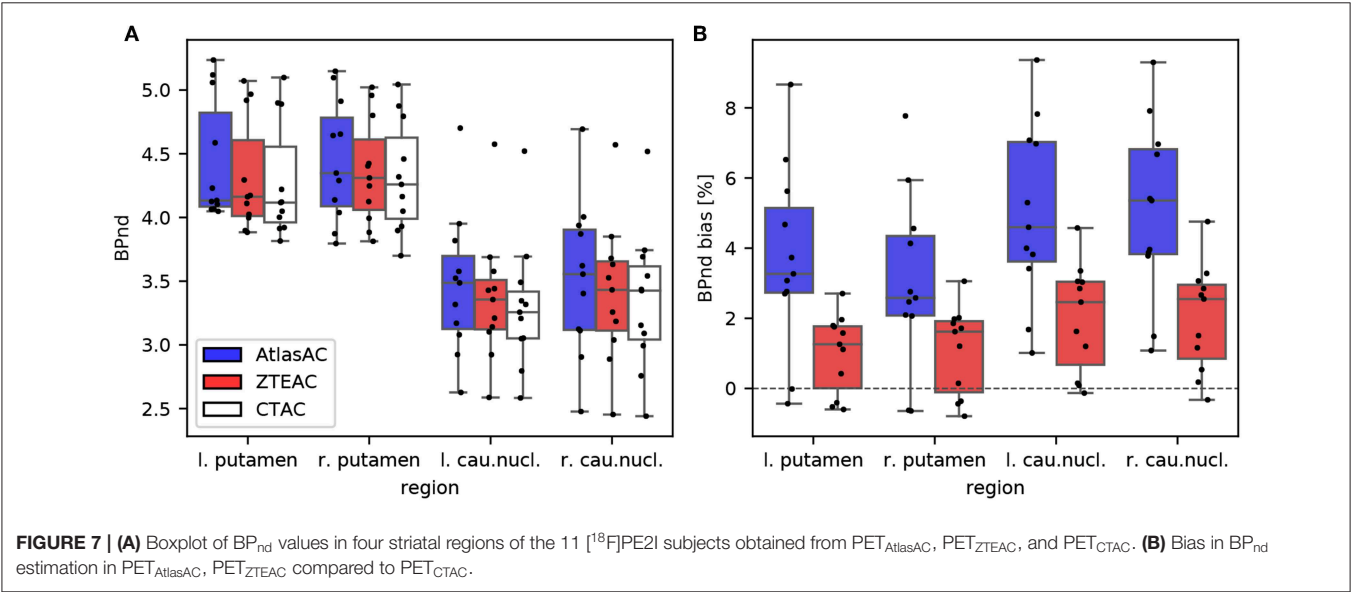 A
B
BPnd
5.0
4.5
4.0
3.5
3.0
2.5
AtlasAC
ZTEAC
CTAC
l. putamen r. putamen l. cau.nucl. r. cau.nucl.
region
BPnd bias [%]
8
6
4
2
0
l. putamen r. putamen l. cau.nucl. r. cau.nucl.
region
FIGURE 7 | (A) Boxplot of BPnd values in four striatal regions of the 11 [18F]PE2I subjects obtained from PETAtlasAC, PETZTEAC, and PETCTAC. (B) Bias in BPnd
estimation in PETAtlasAC, PETZTEAC compared to PETCTAC.